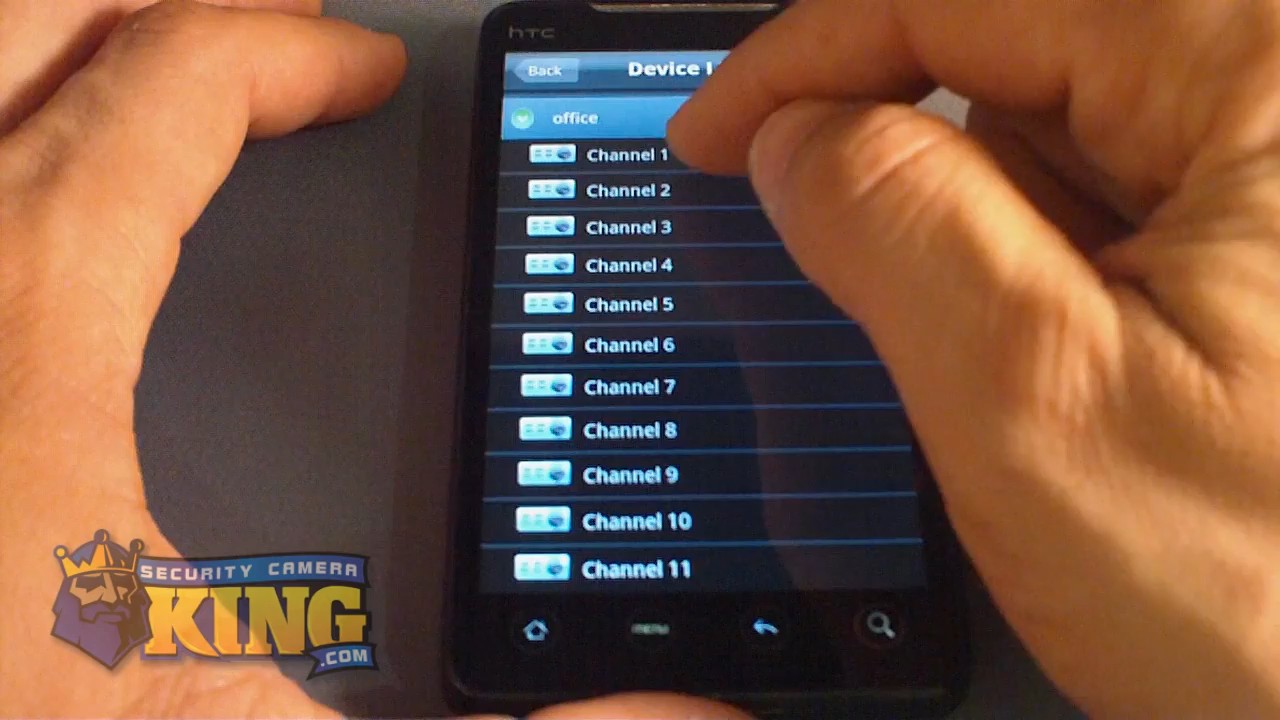 hTC
Back
Device
office
Channel 1
Channel 2
Channel 3
Channel 4
Channel 5
Channel 6
Channel 7
Channel 8
Channel 9
Channel 10
Channel 11
menu
SECURITY CAMERA
KING
.COM